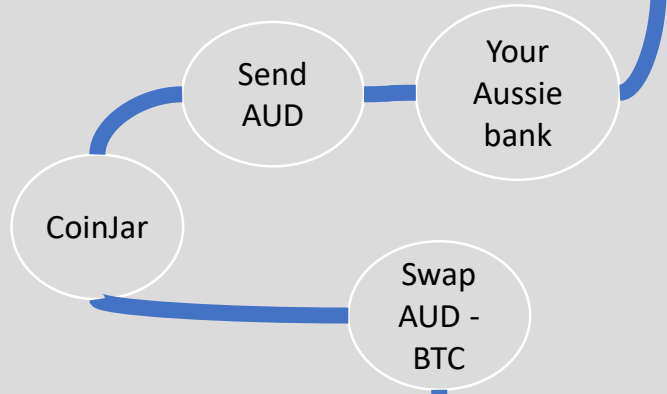 Your
Aussie
bank
Send
AUD
CoinJar
Swap
AUD -
BTC